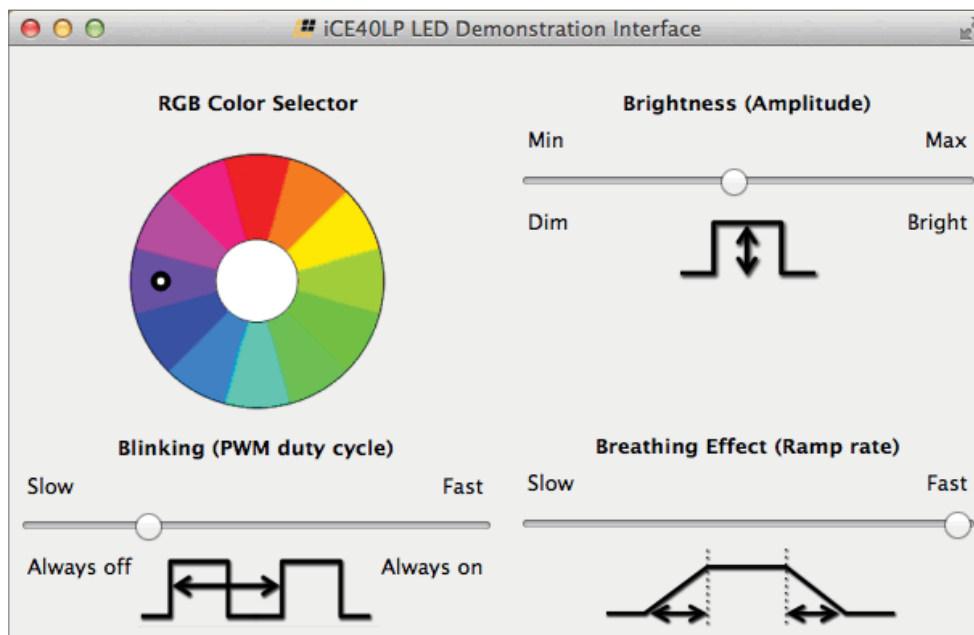 iCE40LP LED Demonstration Interface
RGB Color Selector
Brightness (Amplitude)
Min Max
Dim Bright
Blinking (PWM duty cycle)
Slow Fast
Always off Always on
Breathing Effect (Ramp rate)
Slow Fast